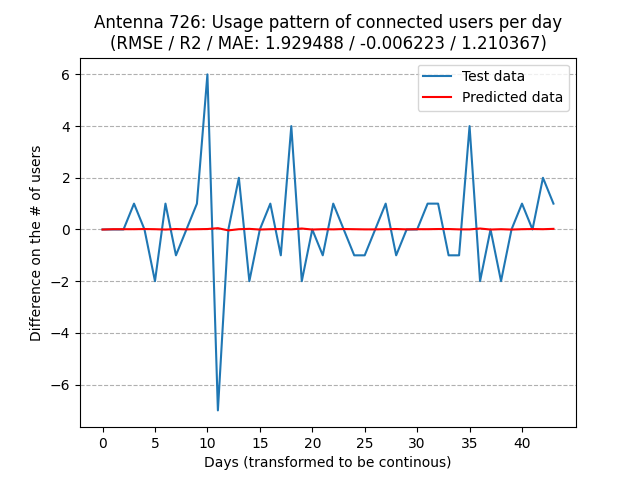 Antenna 726: Usage pattern of connected users per day
(RMSE / R2 / MAE: 1.929488 / -0.006223 / 1.210367)
Test data
Predicted data
Difference on the # of users
6
4
2
0
−2
−4
−6
0 5 10 15 20 25 30 35 40
Days (transformed to be continous)